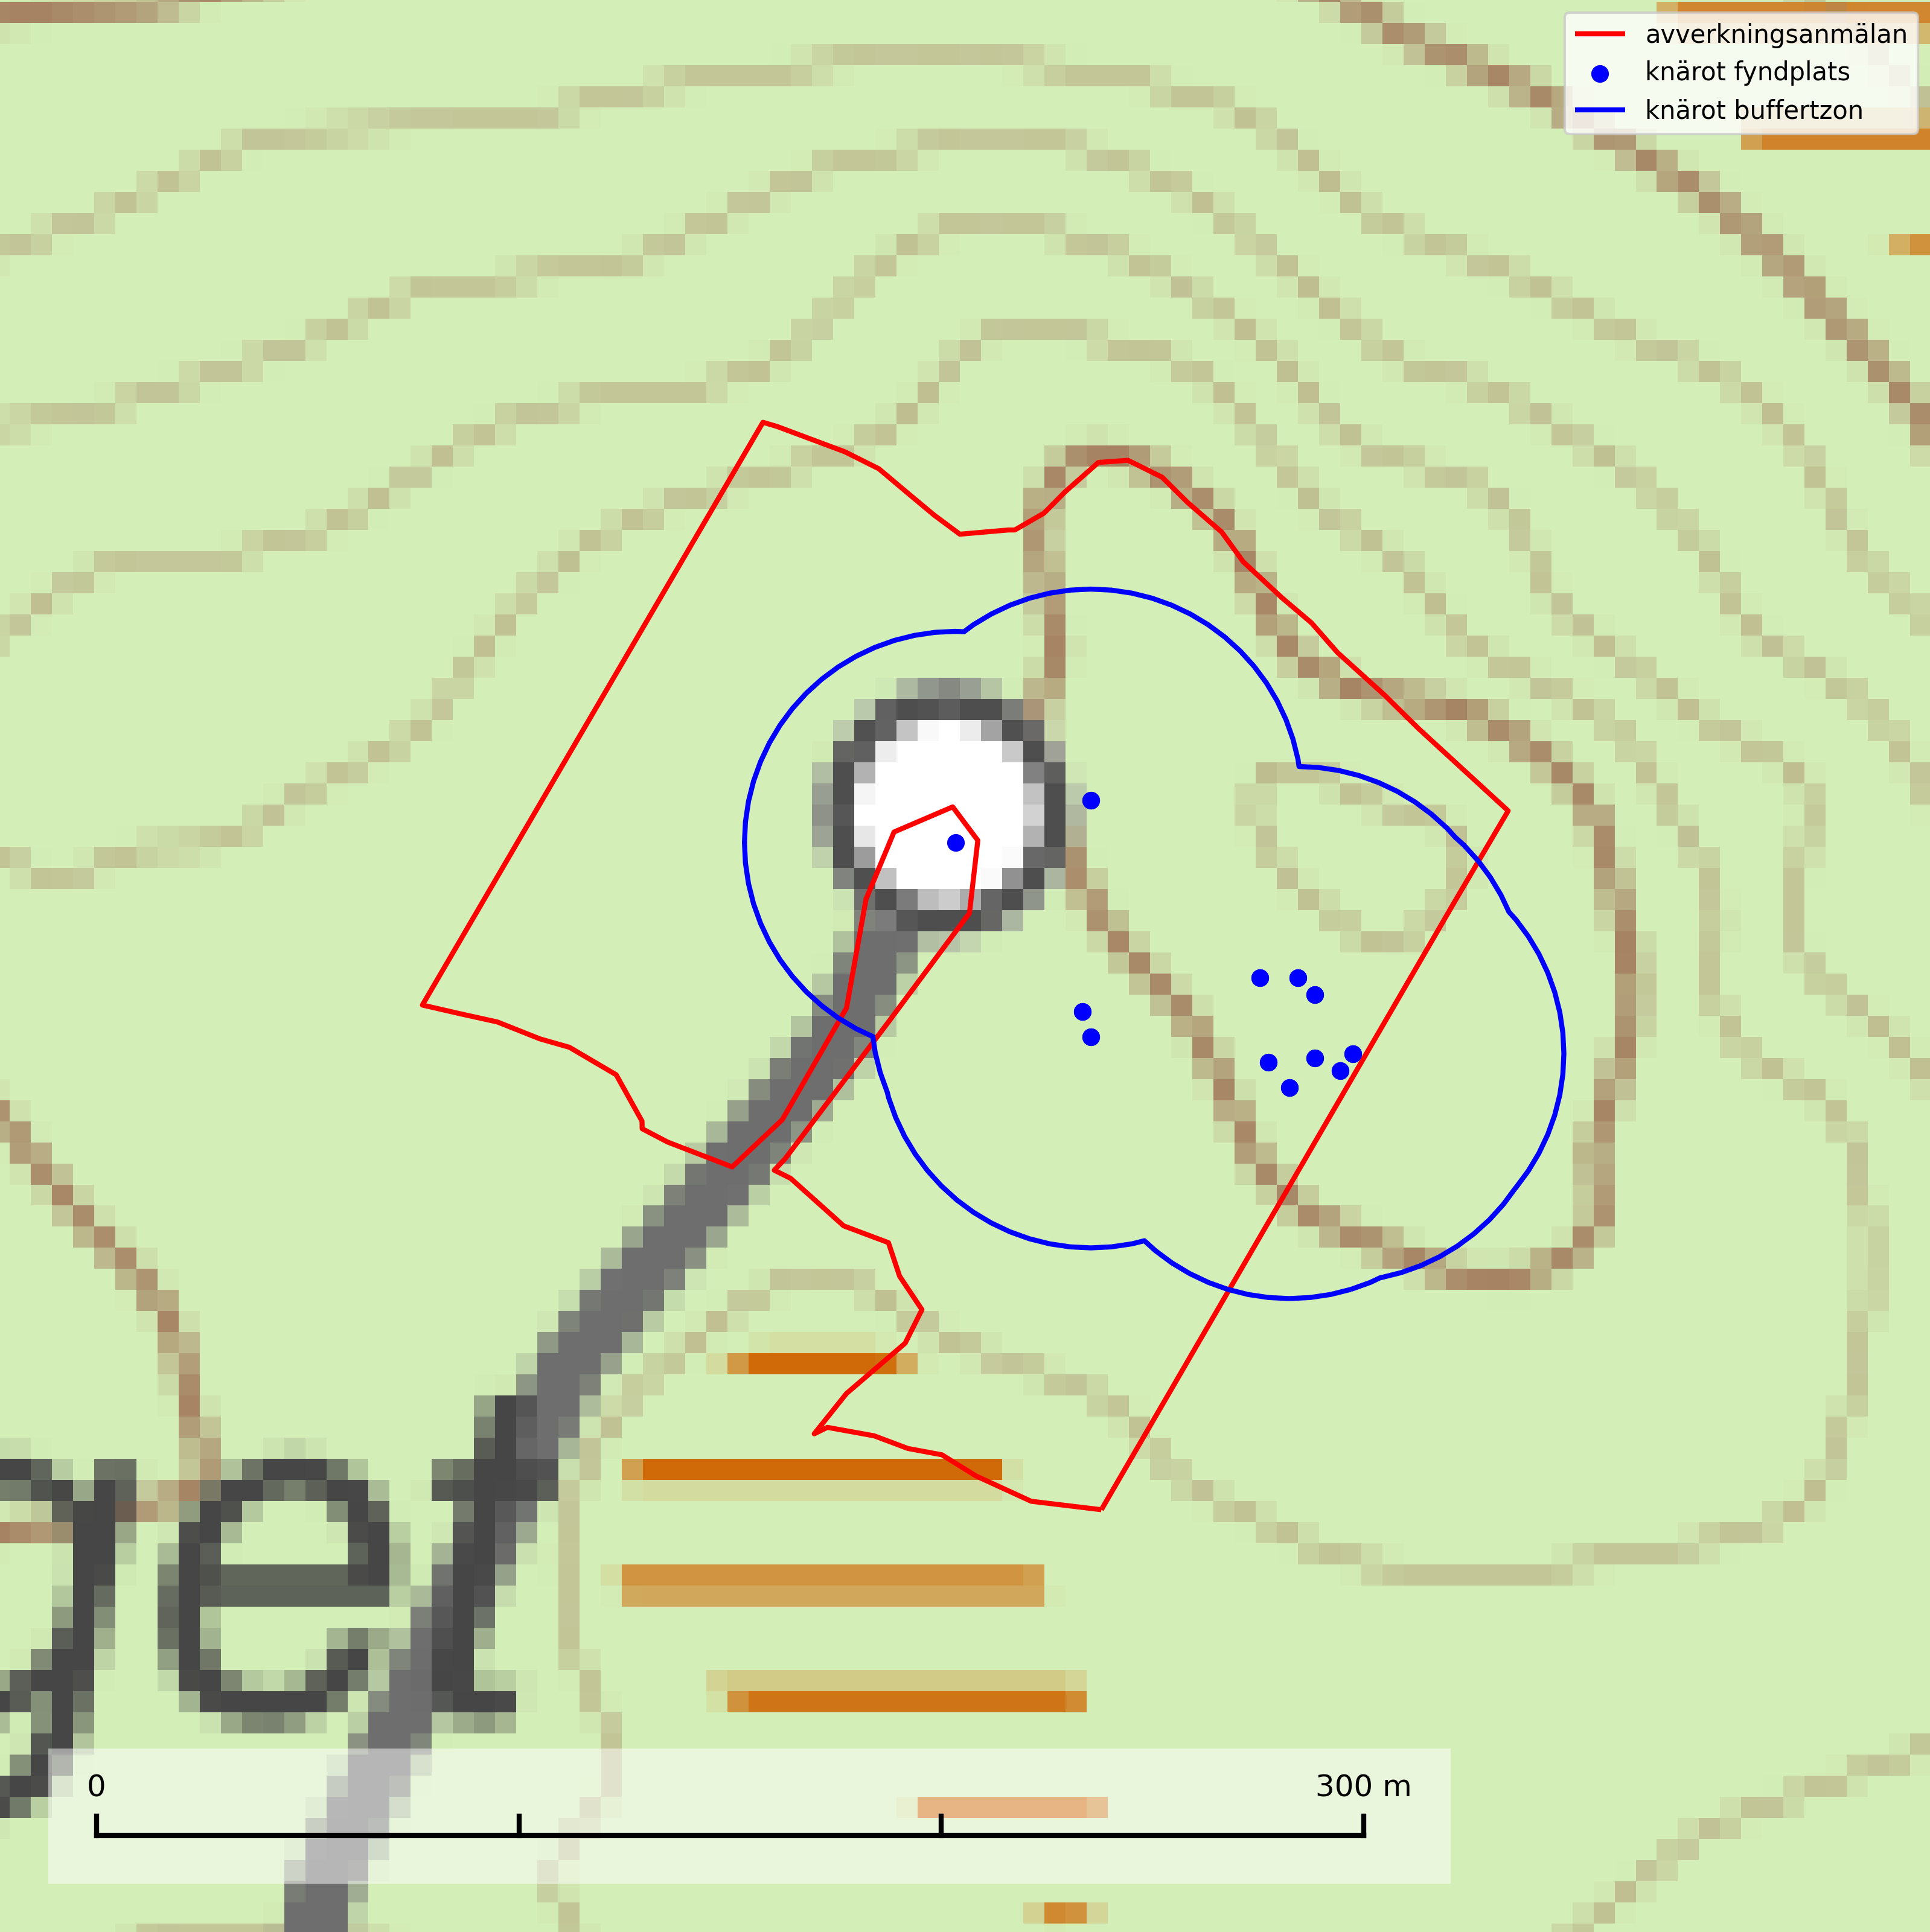 avverkningsanmälan
knärot fyndplats
knärot buffertzon
0
300 m